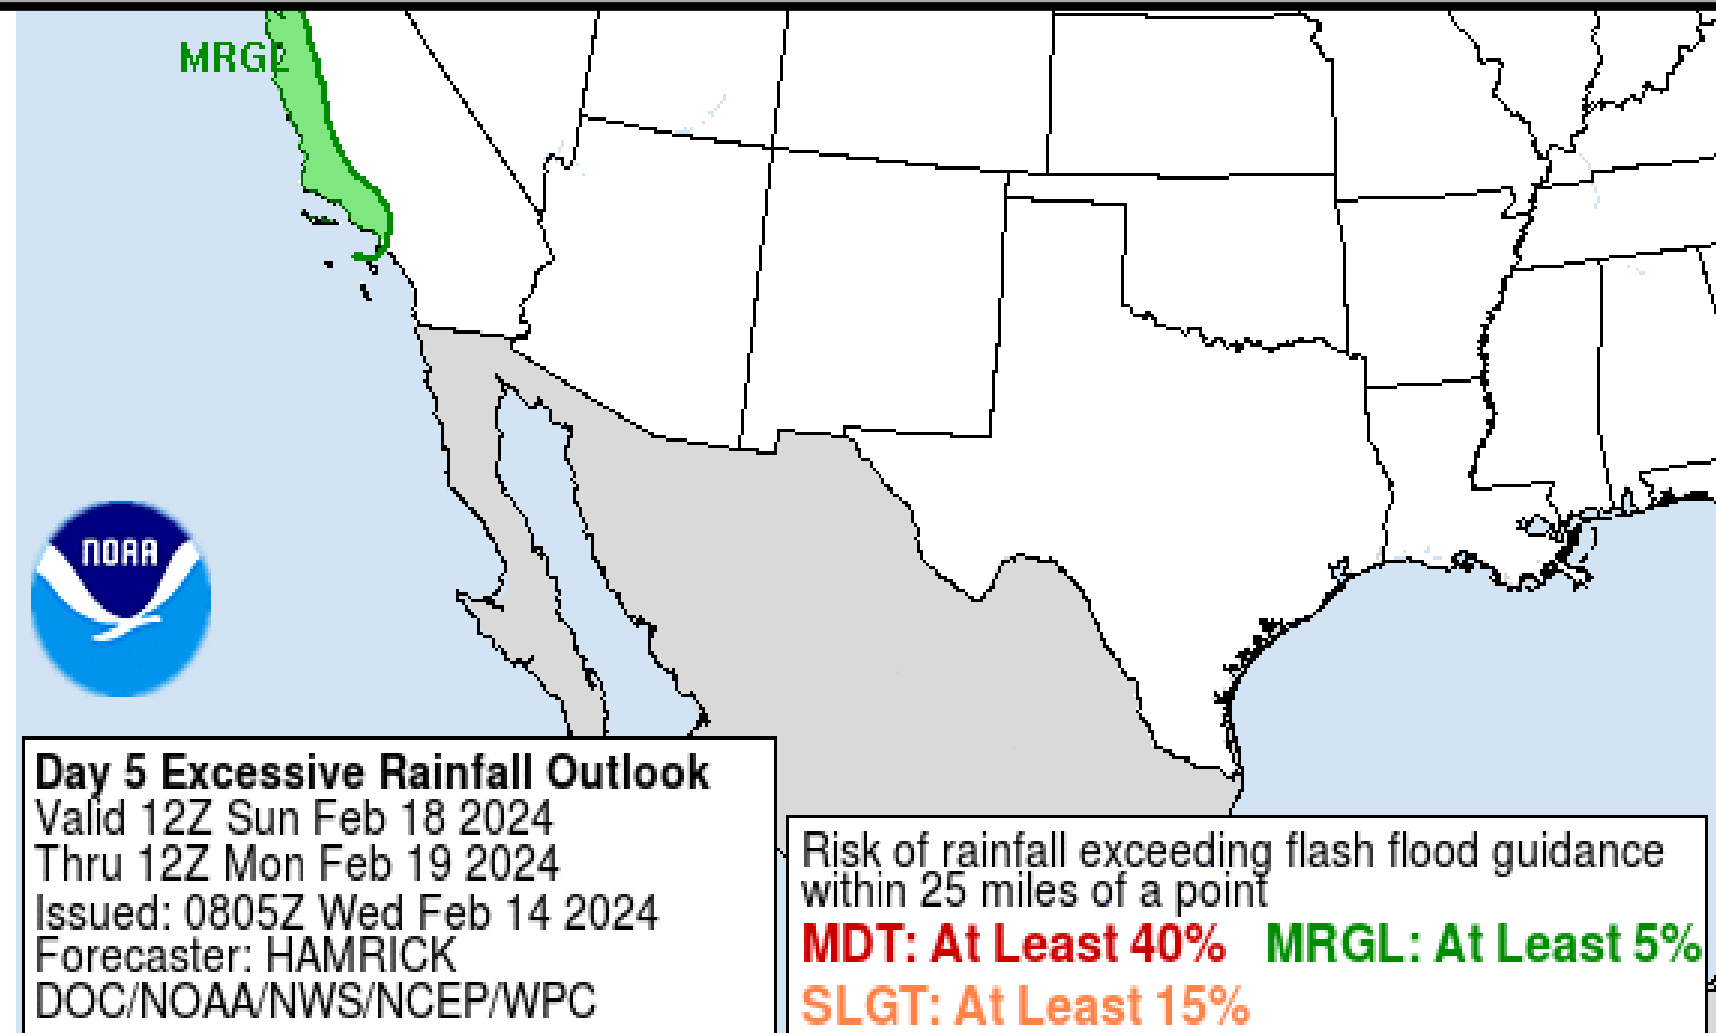 MRGL
NOAA
Day 5 Excessive Rainfall Outlook
Valid 12Z Sun Feb 18 2024
Thru 12Z Mon Feb 19 2024
Issued: 0805Z Wed Feb 14 2024
Forecaster: HAMRICK
DOC/NOAA/NWS/NCEP/WPC
Risk of rainfall exceeding flash flood guidance
within 25 miles of a point
MDT: At Least 40% MRGL: At Least 5%
SLGT: At Least 15%